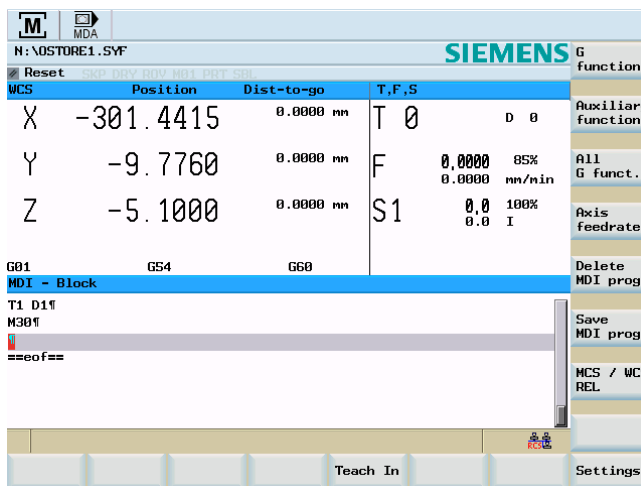 M
MDA
N:\OSTORE1.SYF
SIEMENS
Reset SKP DRY ROV M01 PRT SBL
WCS Position Dist-to-go T,F,S
X -301.4415 0.0000 mm T 0 D 0
Y -9.7760 0.0000 mm F 0,0000 85%
0.0000 mm/min
Z -5.1000 0.0000 mm S1 0,0 100%
0.0 I
G01 G54 G60
MDI - Block
T1 D1¶
M30¶
¶
==eof==
RCS
Teach In
G
function
Auxiliar
function
All
G funct.
Axis
feedrate
Delete
MDI prog
Save
MDI prog
MCS / WC
REL
Settings